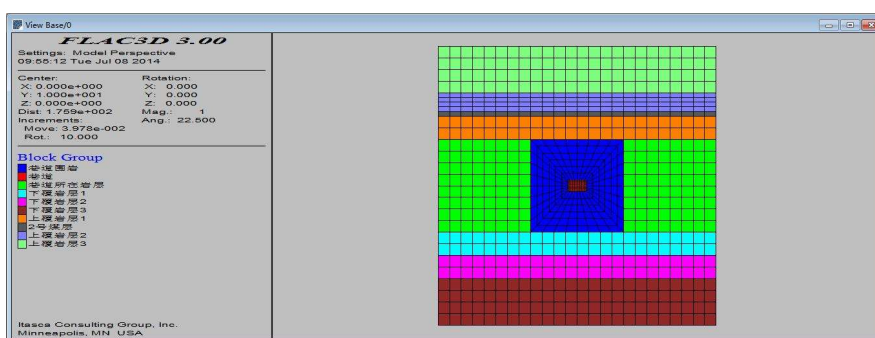 View Base/0
FLAC3D 3.00
Settings: Model Perspective
09:55:12 Tue Jul 08 2014
Center: Rotation:
X: 0.000e+000 X: 0.000
Y: 1.000e+001 Y: 0.000
Z: 0.000e+000 Z: 0.000
Dist: 1.759e+002 Mag.: 1
Increments: Ang.: 22.500
Move: 3.978e-002
Rot.: 10.000
Block Group
巷道围岩
巷道
巷道所在岩层
下覆岩层1
下覆岩层2
下覆岩层3
上覆岩层1
2号煤层
上覆岩层2
上覆岩层3
Itasca Consulting Group, Inc.
Minneapolis, MN USA